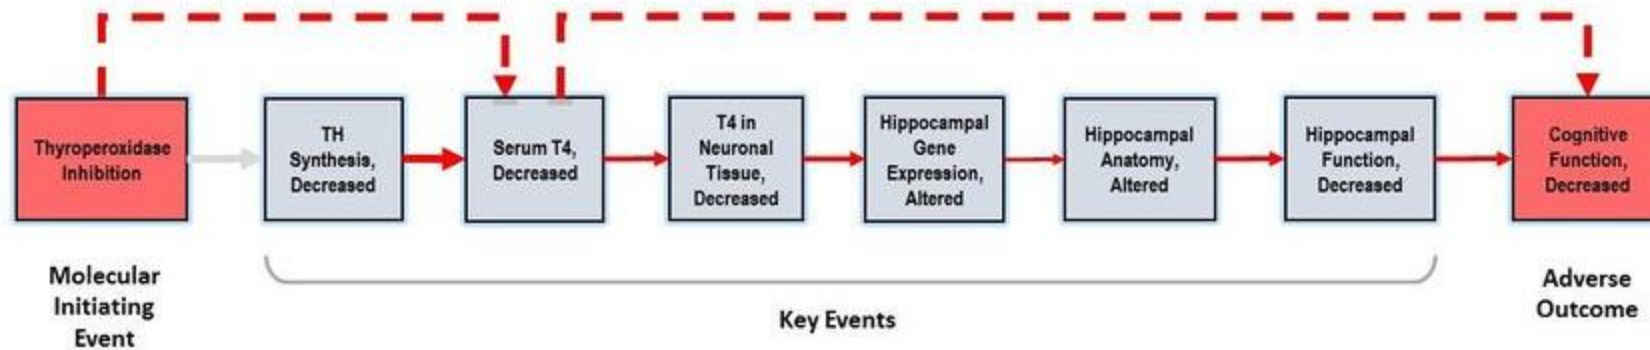 Thyroperoxidase
Inhibition
TH
Synthesis,
Decreased
Serum T4,
Decreased
T4 in
Neuronal
Tissue,
Decreased
Hippocampal
Gene
Expression,
Altered
Hippocampal
Anatomy,
Altered
Hippocampal
Function,
Decreased
Cognitive
Function,
Decreased
Molecular
Initiating
Event
Key Events
Adverse
Outcome